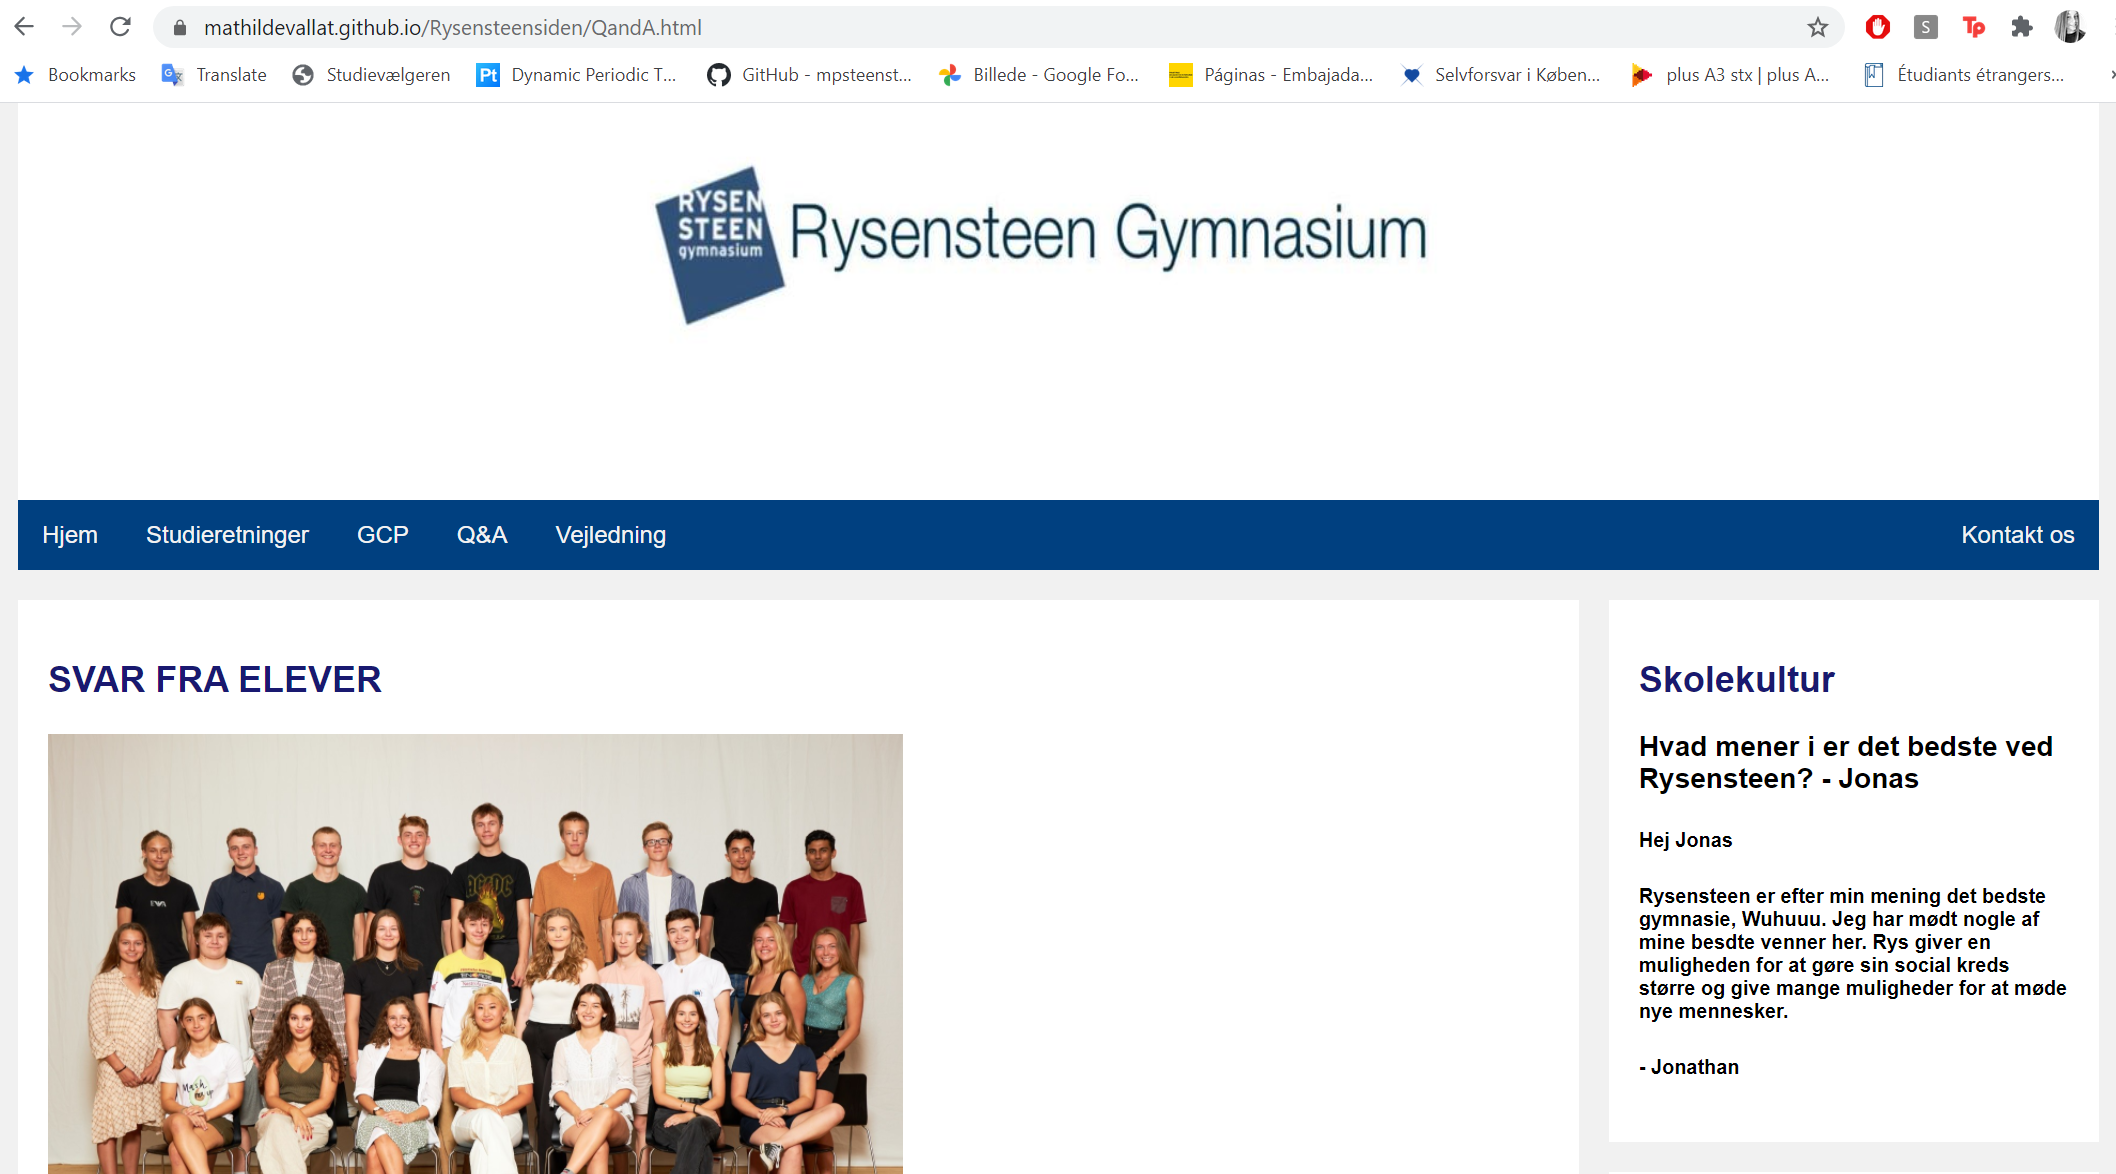 mathildevallat.github.io/Rysensteensiden/QandA.html
S
Tp
Bookmarks
G Translate
Studievælgeren
Pt Dynamic Periodic T...
GitHub - mpsteenst...
Billede - Google Fo...
Páginas - Embajada...
Selvforsvar i Køben...
plus A3 stx | plus A...
Étudiants étrangers...
RYSEN
STEEN
gymnasium
Rysensteen Gymnasium
Hjem
Studieretninger
GCP
Q&A
Vejledning
Kontakt os
SVAR FRA ELEVER
AC DC
Skolekultur
Hvad mener i er det bedste ved
Rysensteen? - Jonas
Hej Jonas
Rysensteen er efter min mening det bedste
gymnasie, Wuhuuu. Jeg har mødt nogle af
mine besdte venner her. Rys giver en
muligheden for at gøre sin social kreds
større og give mange muligheder for at møde
nye mennesker.
- Jonathan